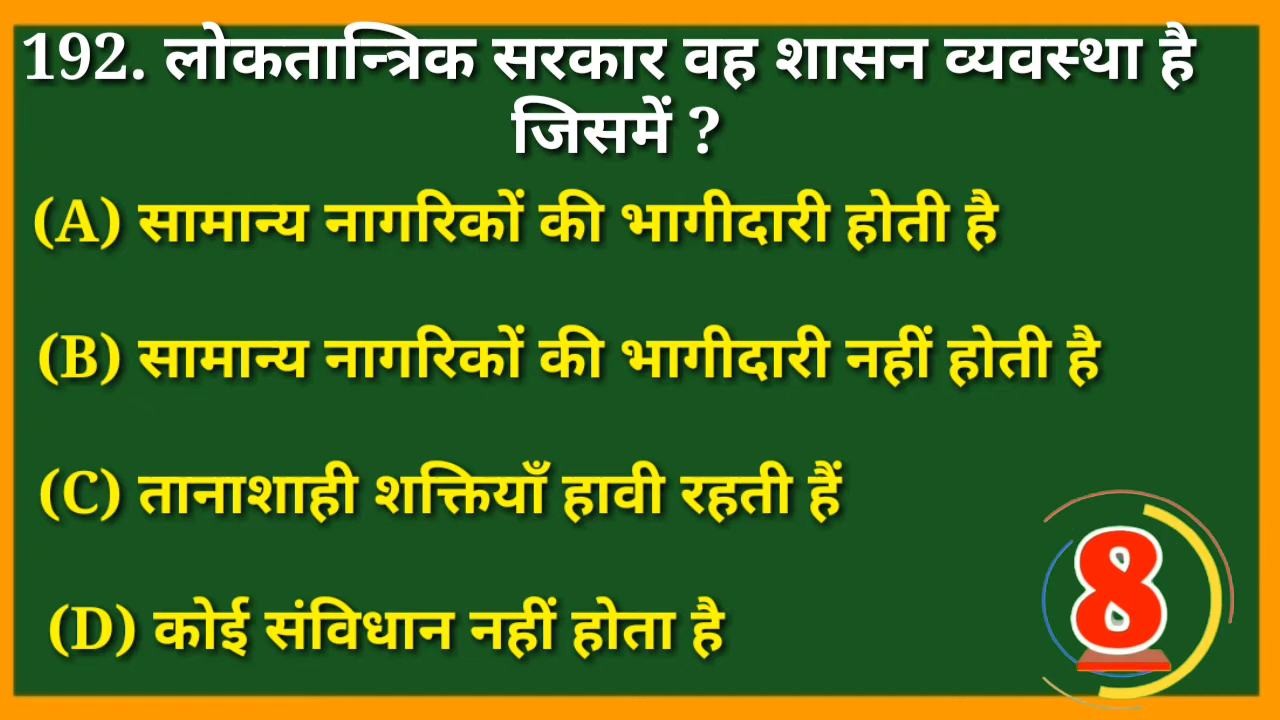 192. लोकतान्त्रिक सरकार वह शासन व्यवस्था है
जिसमें ?
(A) सामान्य नागरिकों की भागीदारी होती है
(B) सामान्य नागरिकों की भागीदारी नहीं होती है
(C) तानाशाही शक्तियाँ हावी रहती हैं
(D) कोई संविधान नहीं होता है
8